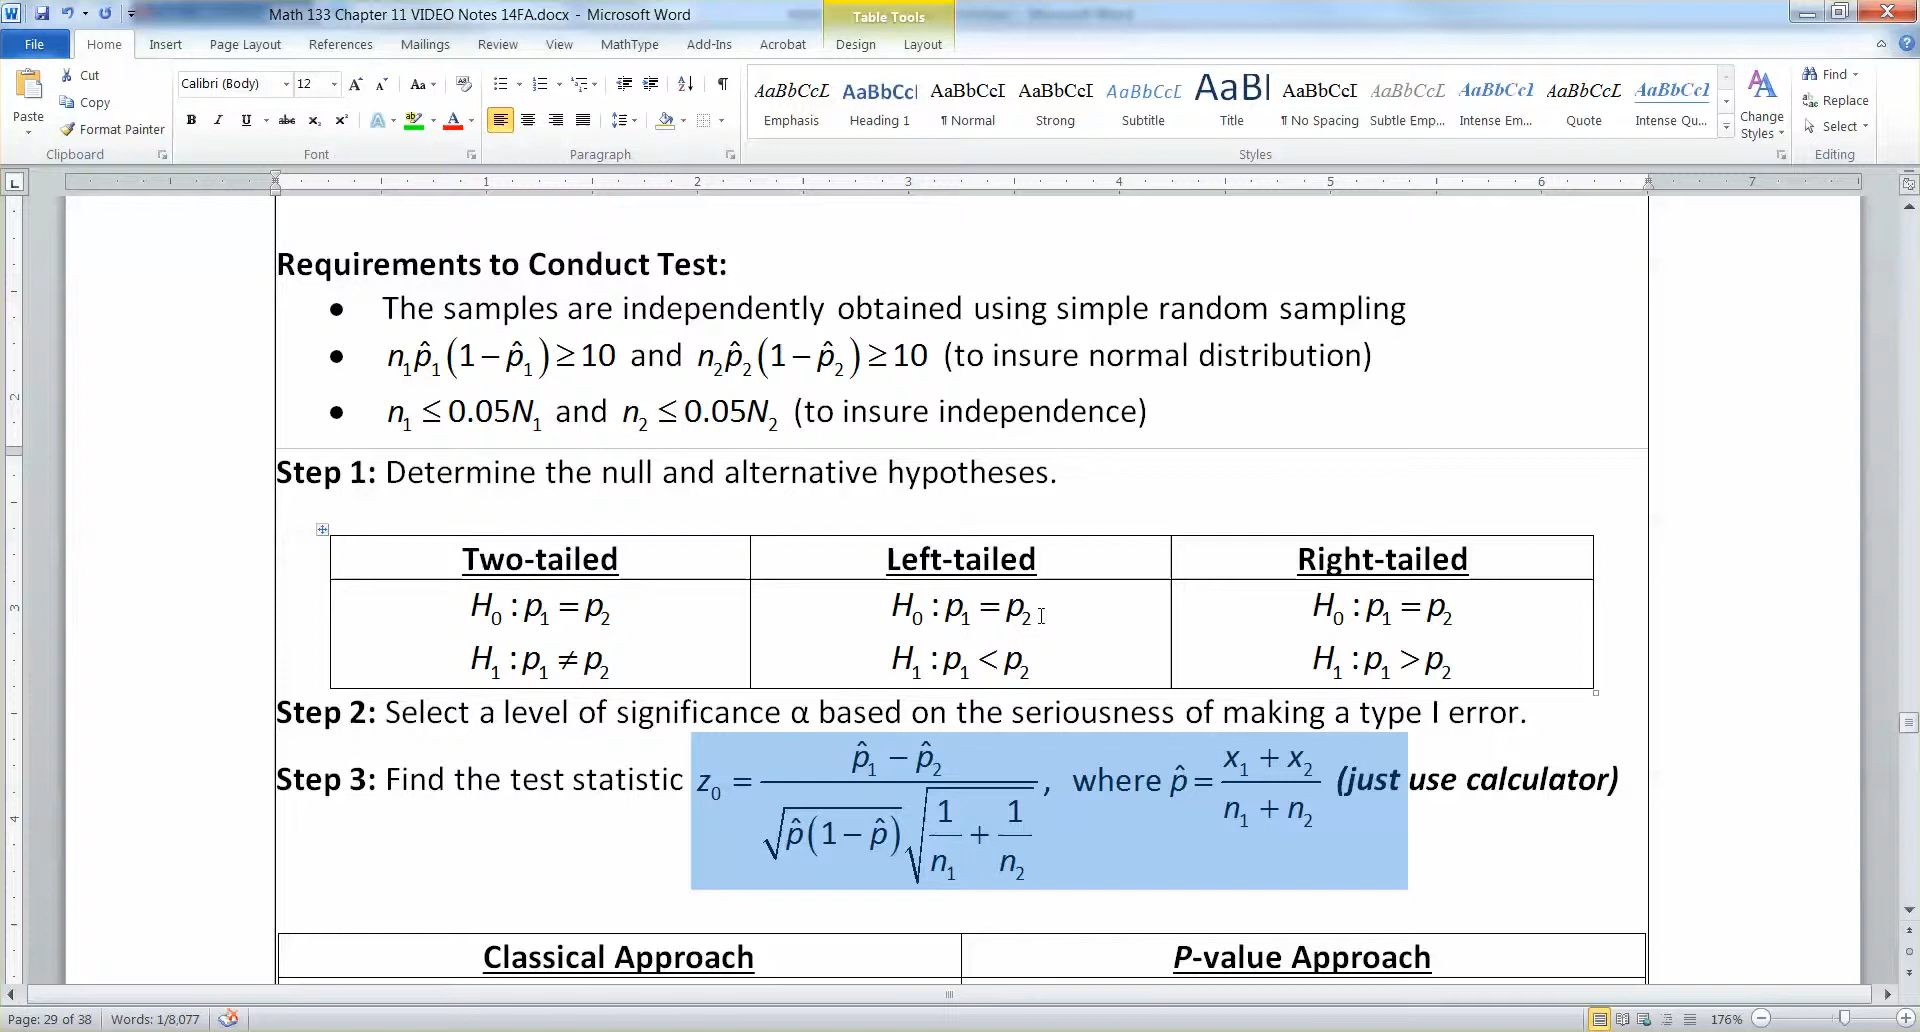 Math 133 Chapter 11 VIDEO Notes 14FA.docx - Microsoft Word
Table Tools
File Home Insert Page Layout References Mailings Review View MathType Add-Ins Acrobat Design Layout
Paste
Cut
Copy
Format Painter
Clipboard
Calibri (Body) 12
Font
Paragraph
AaBbCcL AaBbCcI AaBbCcI AaBbCcI AaBbCcL AaBl AaBbCcI AaBbCcL AaBbCcI AaBbCcL AaBbCcI
Emphasis Heading 1 ¶ Normal Strong Subtitle Title ¶ No Spacing Subtle Emp... Intense Em... Quote Intense Qu...
Styles
Change Styles
Find
Replace
Select
Editing
1 2 3 4 5 6 7
Requirements to Conduct Test:
• The samples are independently obtained using simple random sampling
• n₁p̂₁(1−p̂₁)≥10 and n₂p̂₂(1−p̂₂)≥10 (to insure normal distribution)
• n₁ ≤ 0.05N₁ and n₂ ≤ 0.05N₂ (to insure independence)
Step 1: Determine the null and alternative hypotheses.
Two-tailed Left-tailed Right-tailed
H₀ : p₁ = p₂ H₀ : p₁ = p₂ H₀ : p₁ = p₂
H₁ : p₁ ≠ p₂ H₁ : p₁ < p₂ H₁ : p₁ > p₂
Step 2: Select a level of significance α based on the seriousness of making a type I error.
Step 3: Find the test statistic z₀ = (p̂₁ − p̂₂) / (√(p̂(1−p̂)) √(1/n₁ + 1/n₂)), where p̂ = (x₁ + x₂)/(n₁ + n₂) (just use calculator)
Classical Approach P-value Approach
Page: 29 of 38 Words: 1/8,077 176%